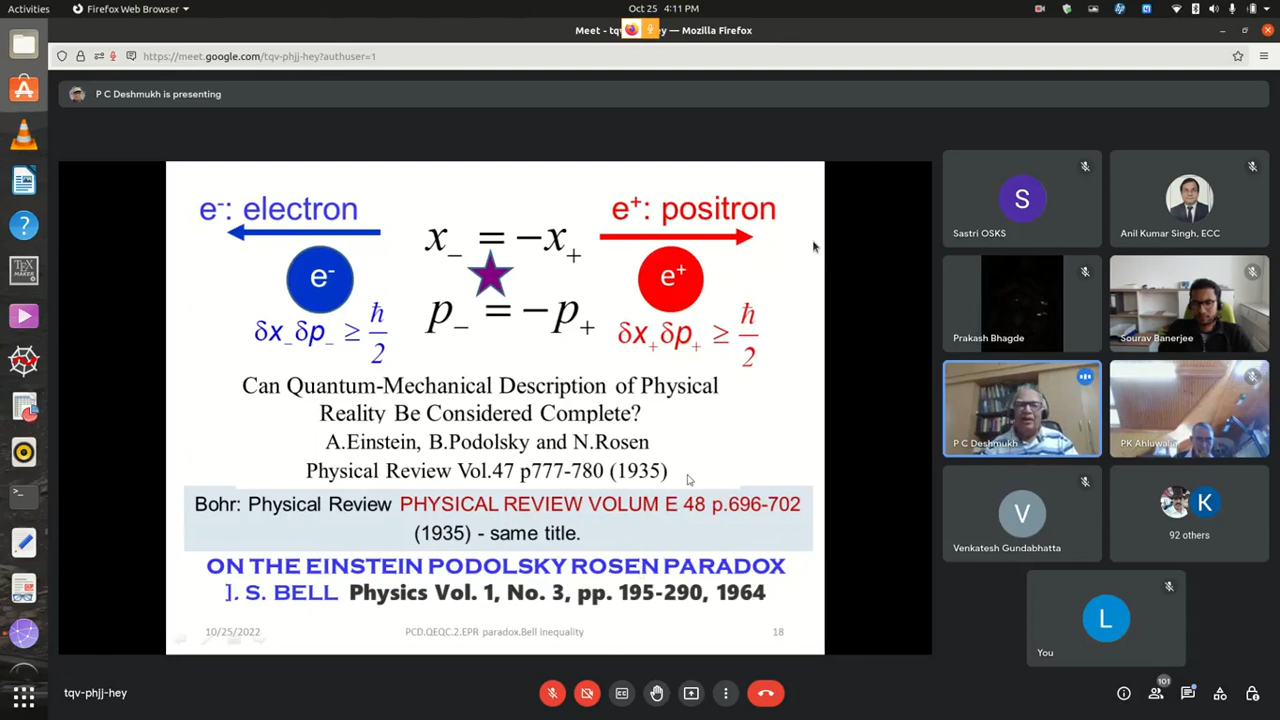 Activities
Firefox Web Browser
Oct 25 4:11 PM
Meet - tq
ey — Mozilla Firefox
https://meet.google.com/tqv-phjj-hey?authuser=1
P C Deshmukh is presenting
e-: electron
e+: positron
x₋ = −x₊
e-
e+
p₋ = −p₊
δx₋δp₋ ≥ ħ/2
δx₊δp₊ ≥ ħ/2
Can Quantum-Mechanical Description of Physical
Reality Be Considered Complete?
A.Einstein, B.Podolsky and N.Rosen
Physical Review Vol.47 p777-780 (1935)
Bohr: Physical Review PHYSICAL REVIEW VOLUM E 48 p.696-702
(1935) - same title.
ON THE EINSTEIN PODOLSKY ROSEN PARADOX
J. S. BELL Physics Vol. 1, No. 3, pp. 195-290, 1964
10/25/2022
PCD.QEQC.2.EPR paradox.Bell inequality
18
S
Sastri OSKS
Anil Kumar Singh, ECC
Prakash Bhagde
Sourav Banerjee
P C Deshmukh
PK Ahluwalia
V
Venkatesh Gundabhatta
K
92 others
L
You
tqv-phjj-hey
101